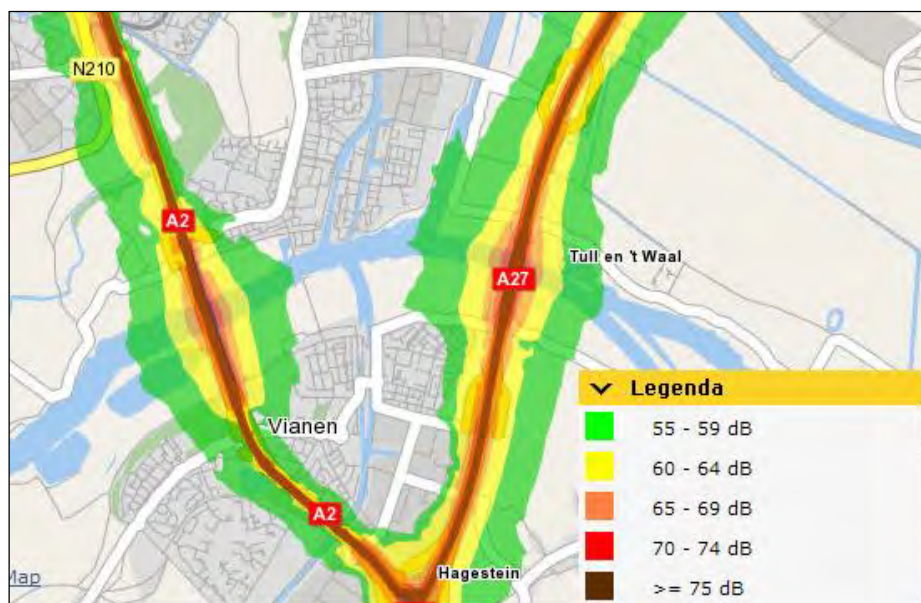 N210
A2
Tull en 't Waal
A27
Legenda
55 - 59 dB
Vianen
60 - 64 dB
65 - 69 dB
A2
70 - 74 dB
Hagestein
Map
>= 75 dB